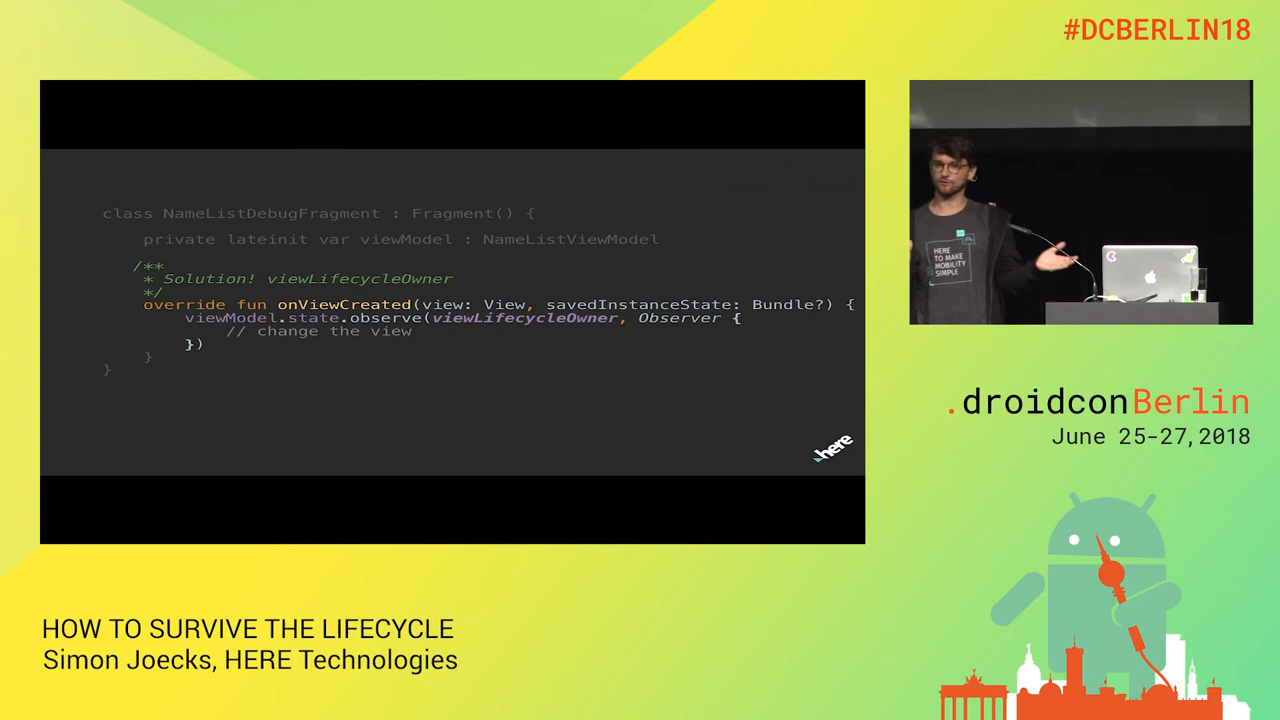 #DCBERLIN18
class NameListDebugFragment : Fragment() {
private lateinit var viewModel : NameListViewModel
/**
* Solution! viewLifecycleOwner
*/
override fun onViewCreated(view: View, savedInstanceState: Bundle?) {
viewModel.state.observe(viewLifecycleOwner, Observer {
// change the view
})
}
}
here
HERE
TO MAKE
MOBILITY
SIMPLE
.droidconBerlin
June 25-27, 2018
HOW TO SURVIVE THE LIFECYCLE
Simon Joecks, HERE Technologies